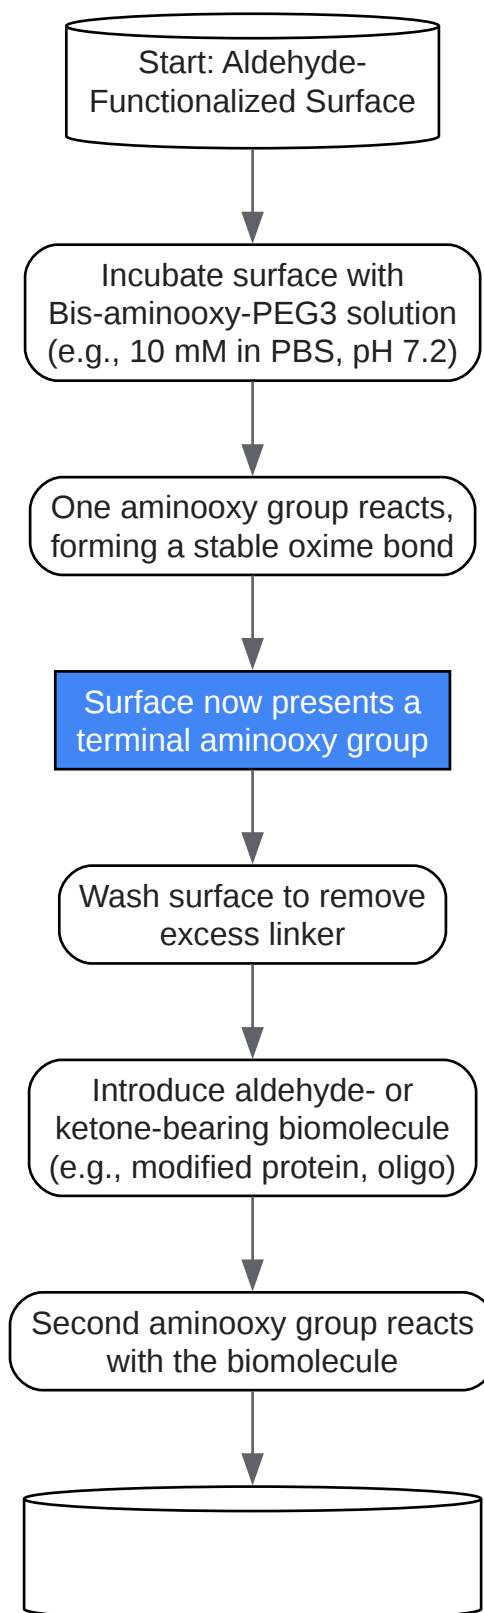 Start: Aldehyde-
Functionalized Surface
Incubate surface with
Bis-aminooxy-PEG3 solution
(e.g., 10 mM in PBS, pH 7.2)
One aminooxy group reacts,
forming a stable oxime bond
Surface now presents a
terminal aminooxy group
Wash surface to remove
excess linker
Introduce aldehyde- or
ketone-bearing biomolecule
(e.g., modified protein, oligo)
Second aminooxy group reacts
with the biomolecule